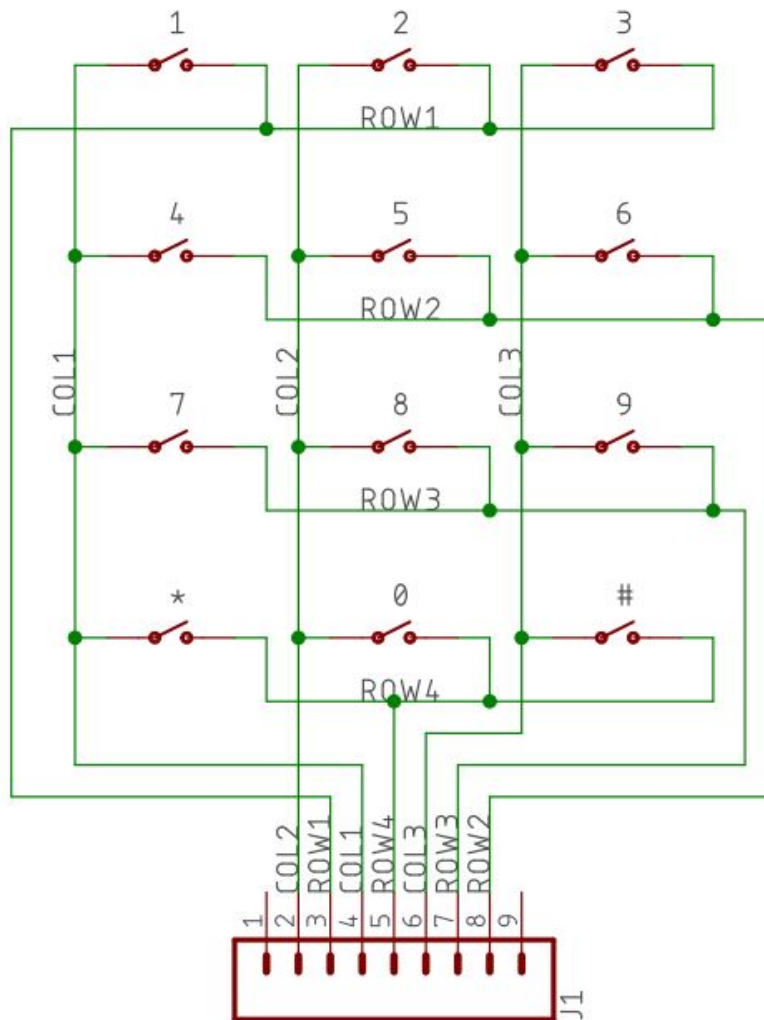 1 2 3
ROW1
4 5 6
ROW2
COL1 COL2 COL3
7 8 9
ROW3
* 0 #
ROW4
COL2 ROW1 COL1 ROW4 COL3 ROW3 ROW2
1 2 3 4 5 6 7 8 9
J1